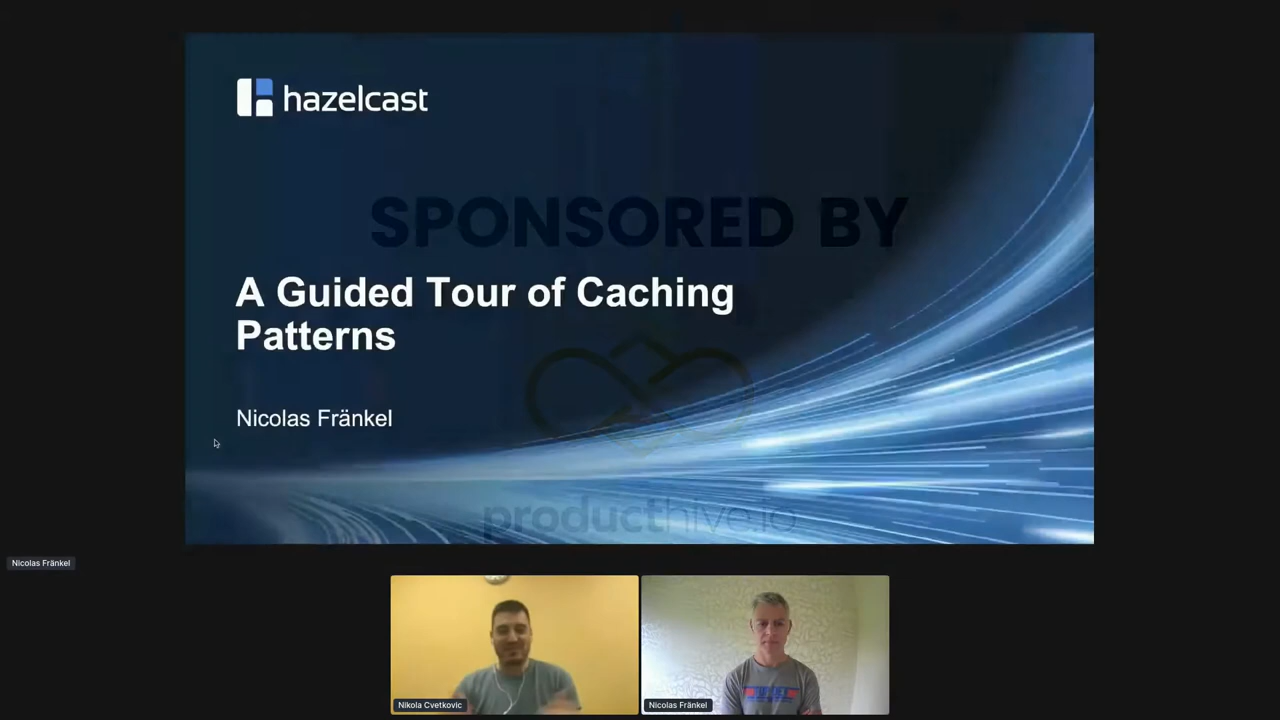 hazelcast
SPONSORED BY
A Guided Tour of Caching
Patterns
Nicolas Fränkel
producthive.io
Nicolas Fränkel
Nikola Cvetkovic
Nicolas Fränkel